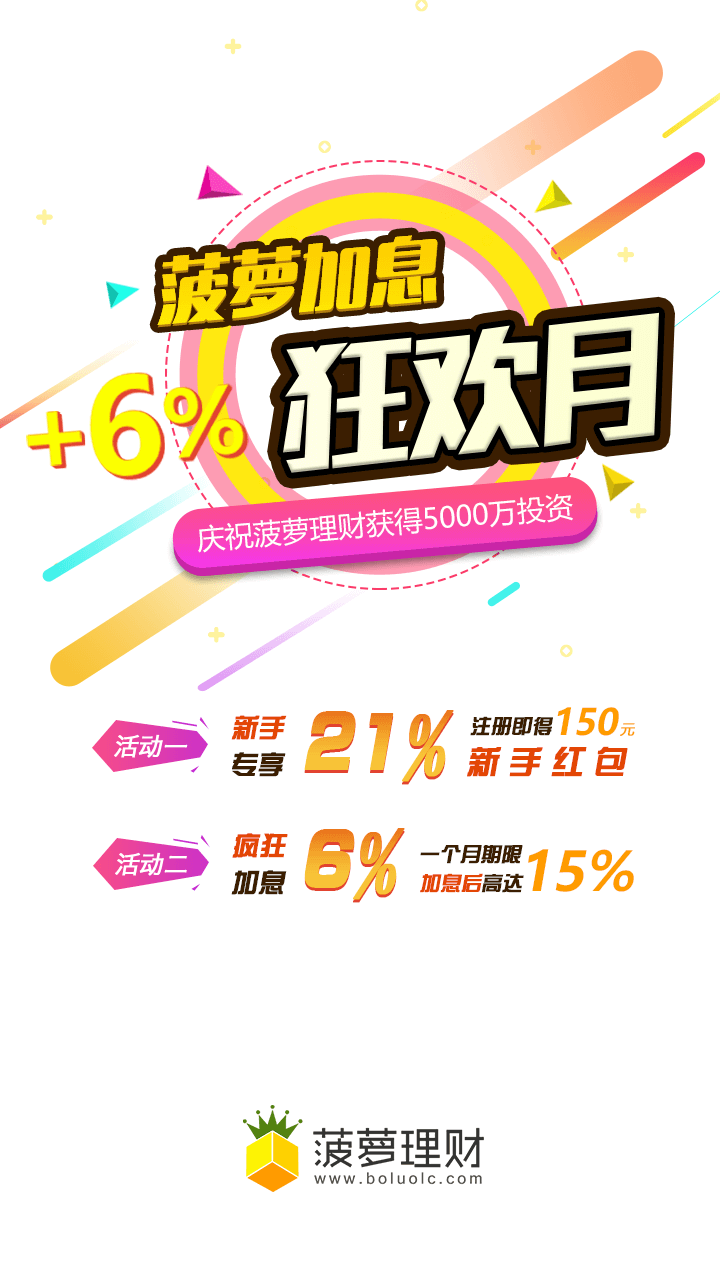 菠萝加息
狂欢月
+6%
庆祝菠萝理财获得5000万投资
活动一
新手
专享
21%
注册即得150元
新手红包
活动二
疯狂
加息
6%
一个月期限
加息后高达
15%
菠萝理财
www.boluolc.com